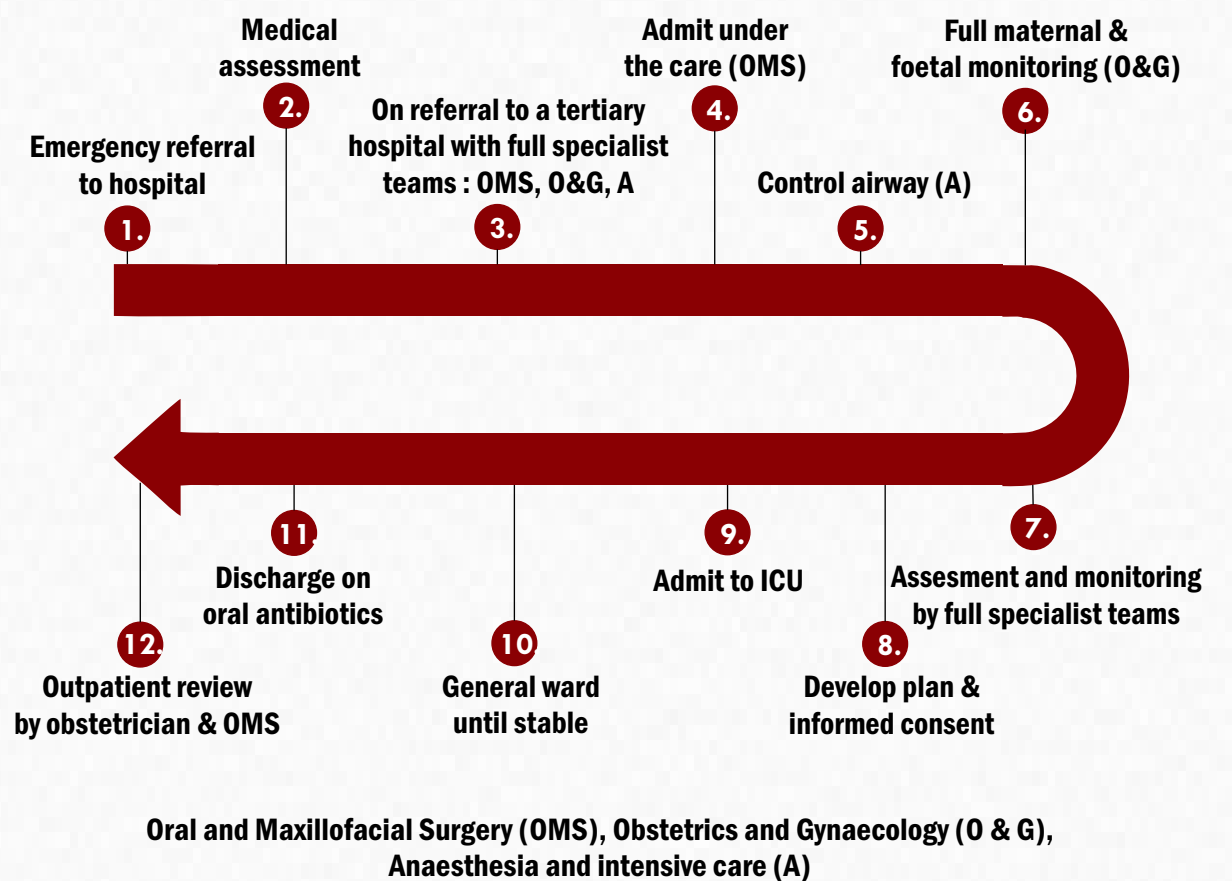 1.
Emergency referral
to hospital
2.
Medical
assessment
3.
On referral to a tertiary
hospital with full specialist
teams : OMS, O&G, A
4.
Admit under
the care (OMS)
5.
Control airway (A)
6.
Full maternal &
foetal monitoring (O&G)
7.
Assesment and monitoring
by full specialist teams
8.
Develop plan &
informed consent
9.
Admit to ICU
10.
General ward
until stable
11.
Discharge on
oral antibiotics
12.
Outpatient review
by obstetrician & OMS
Oral and Maxillofacial Surgery (OMS), Obstetrics and Gynaecology (O & G),
Anaesthesia and intensive care (A)